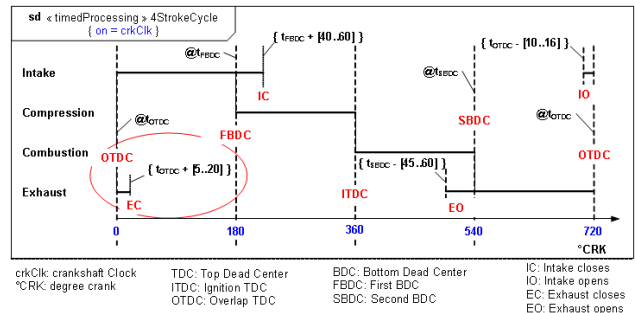 sd « timedProcessing » 4StrokeCycle
{ on = crkClk }
@tFBDC
{ tFBDC + [40..60] }
{ tOTDC - [10..16] }
Intake
@tSBDC
IC
IO
Compression
@tOTDC
@tOTDC
FBDC
SBDC
Combustion
OTDC
{ tOTDC + [5..20] }
{ tSBDC - [45..60] }
OTDC
Exhaust
EC
ITDC
EO
0
180
360
540
720
°CRK
crkClk: crankshaft Clock
°CRK: degree crank
TDC: Top Dead Center
ITDC: Ignition TDC
OTDC: Overlap TDC
BDC: Bottom Dead Center
FBDC: First BDC
SBDC: Second BDC
IC: Intake closes
IO: Intake opens
EC: Exhaust closes
EO: Exhaust opens